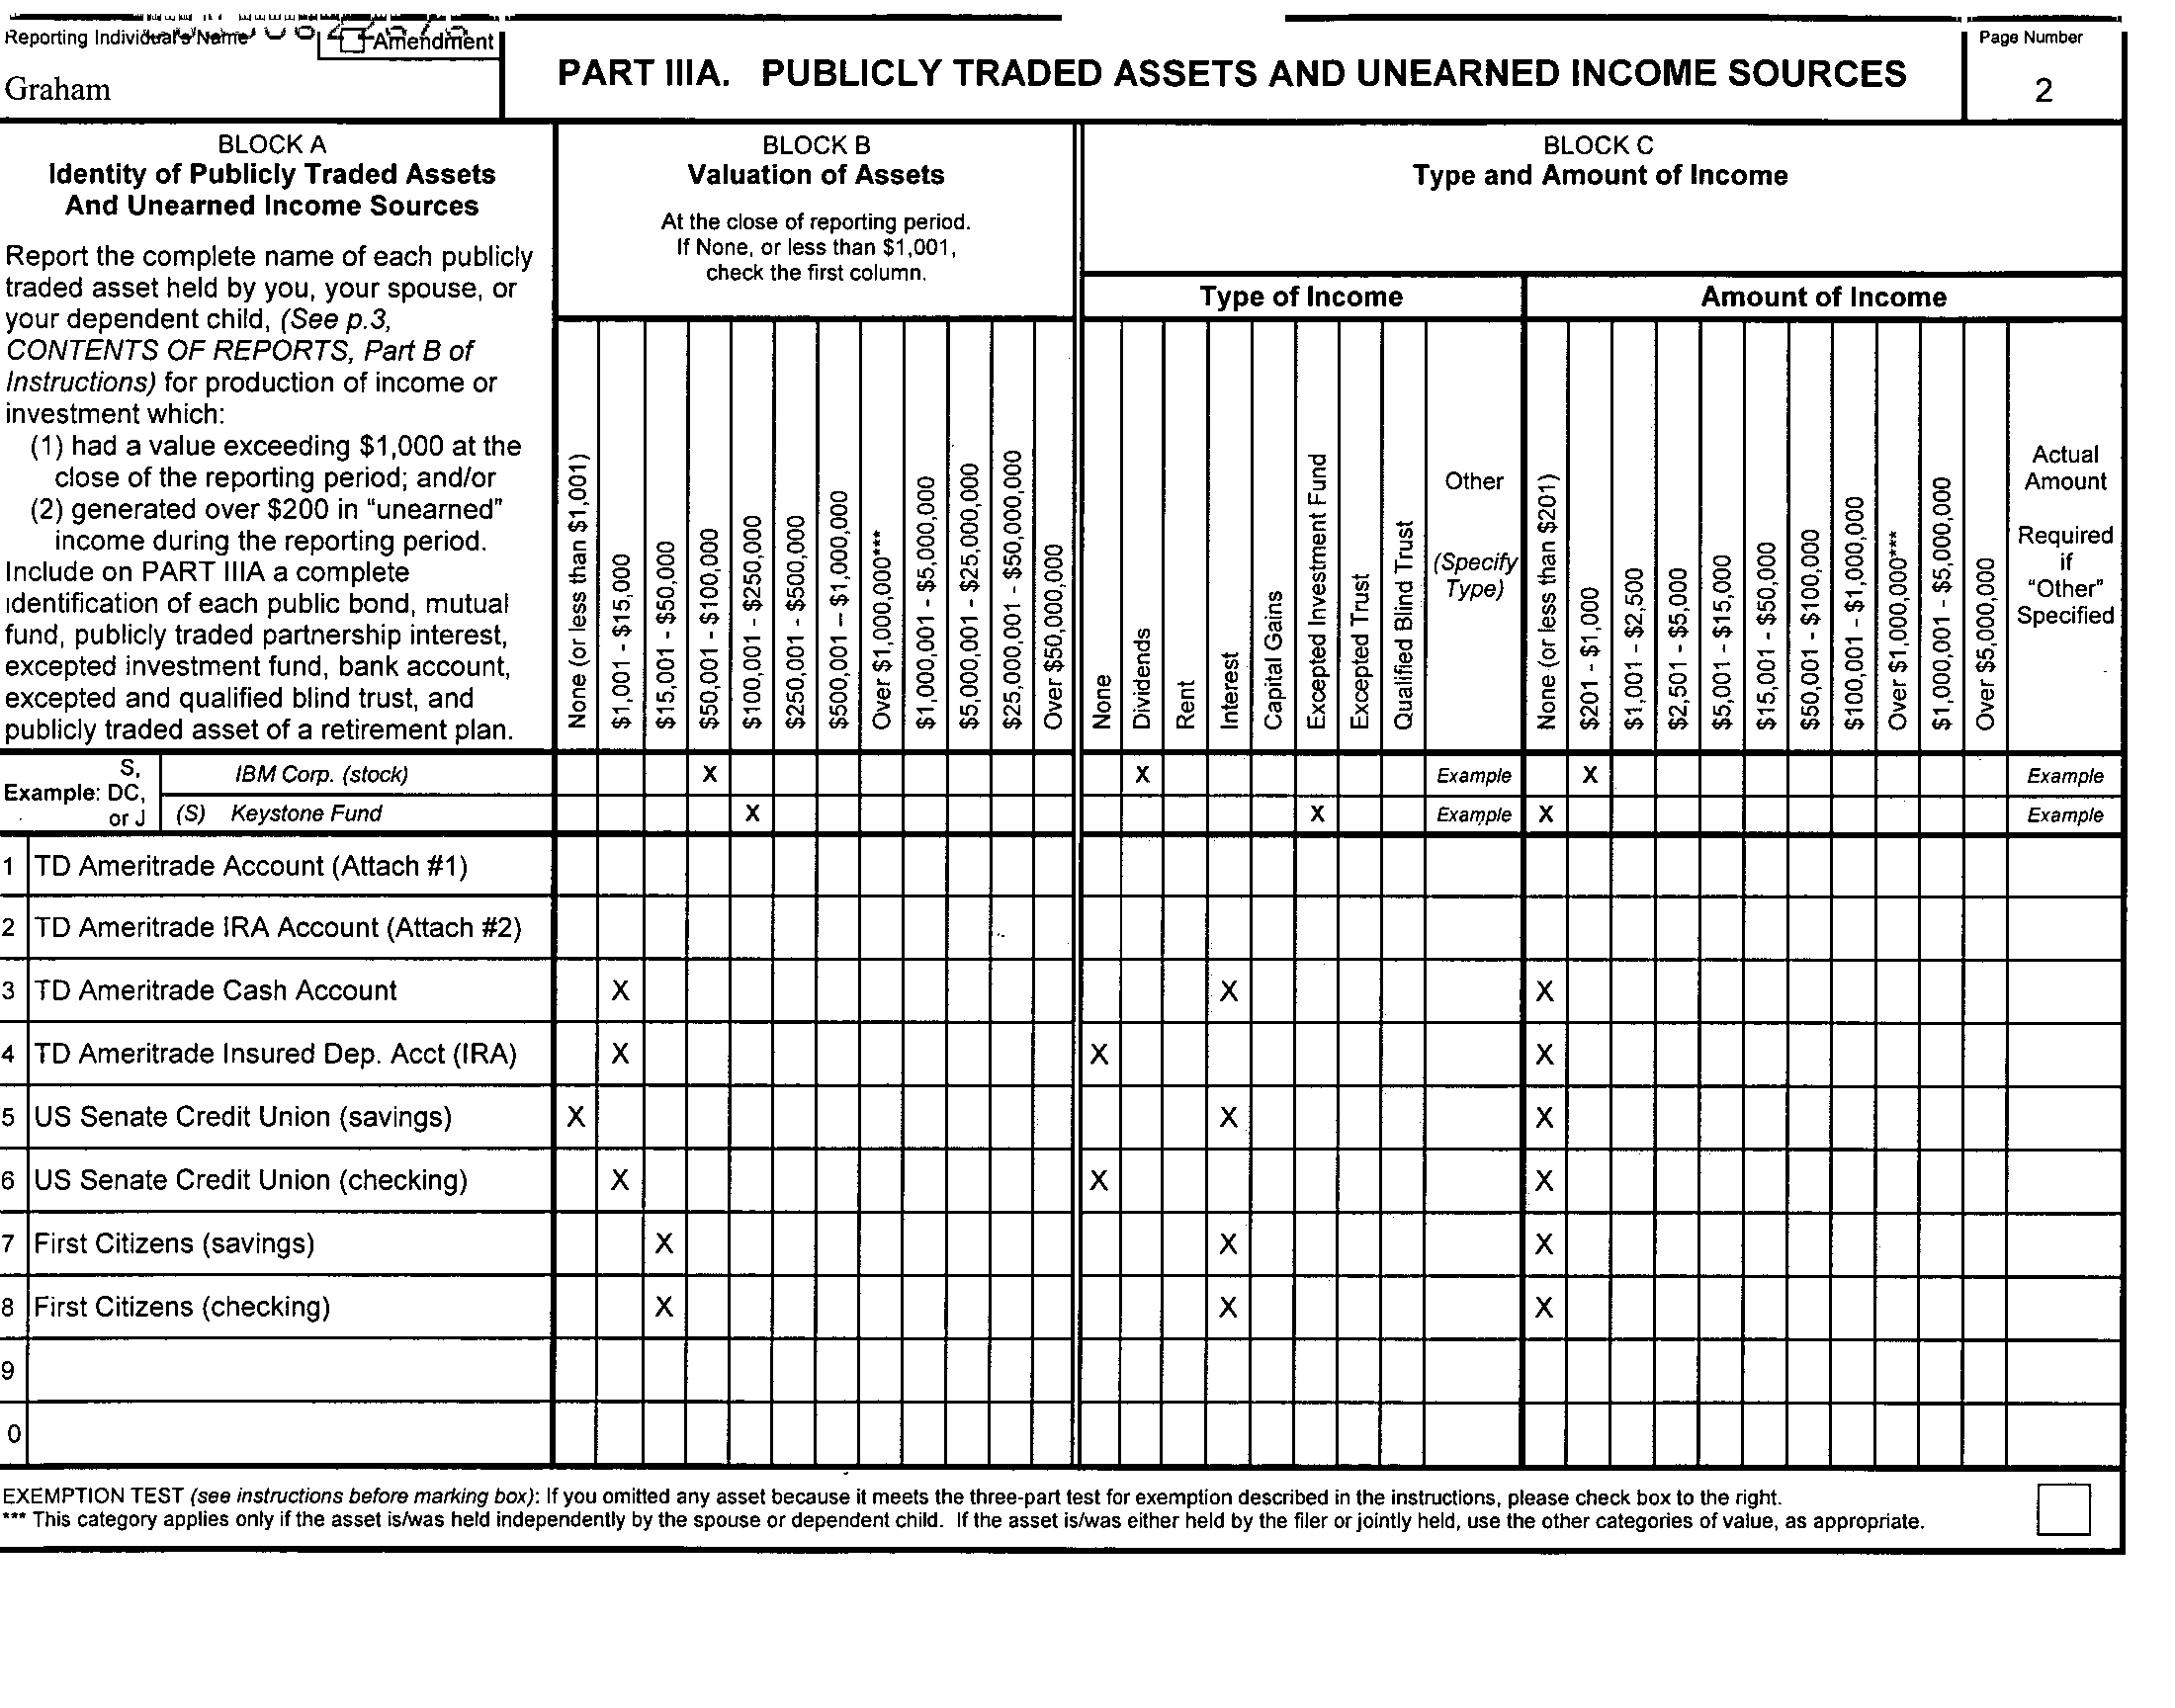 Reporting Individual's Name
Amendment
Graham
PART IIIA. PUBLICLY TRADED ASSETS AND UNEARNED INCOME SOURCES
Page Number
2
BLOCK A
Identity of Publicly Traded Assets
And Unearned Income Sources
Report the complete name of each publicly
traded asset held by you, your spouse, or
your dependent child, (See p.3,
CONTENTS OF REPORTS, Part B of
Instructions) for production of income or
investment which:
(1) had a value exceeding $1,000 at the
close of the reporting period; and/or
(2) generated over $200 in "unearned"
income during the reporting period.
Include on PART IIIA a complete
identification of each public bond, mutual
fund, publicly traded partnership interest,
excepted investment fund, bank account,
excepted and qualified blind trust, and
publicly traded asset of a retirement plan.
BLOCK B
Valuation of Assets
At the close of reporting period.
If None, or less than $1,001,
check the first column.
None (or less than $1,001)
$1,001 - $15,000
$15,001 - $50,000
$50,001 - $100,000
$100,001 - $250,000
$250,001 - $500,000
$500,001 – $1,000,000
Over $1,000,000***
$1,000,001 - $5,000,000
$5,000,001 - $25,000,000
$25,000,001 - $50,000,000
Over $50,000,000
BLOCK C
Type and Amount of Income
Type of Income
None
Dividends
Rent
Interest
Capital Gains
Excepted Investment Fund
Excepted Trust
Qualified Blind Trust
Other
(Specify
Type)
Amount of Income
None (or less than $201)
$201 - $1,000
$1,001 - $2,500
$2,501 - $5,000
$5,001 - $15,000
$15,001 - $50,000
$50,001 - $100,000
$100,001 - $1,000,000
Over $1,000,000***
$1,000,001 - $5,000,000
Over $5,000,000
Actual
Amount
Required
if
"Other"
Specified
Example: S, DC, or J
IBM Corp. (stock) X X Example X Example
(S) Keystone Fund X X Example X Example
1 TD Ameritrade Account (Attach #1)
2 TD Ameritrade IRA Account (Attach #2)
3 TD Ameritrade Cash Account X X X
4 TD Ameritrade Insured Dep. Acct (IRA) X X X
5 US Senate Credit Union (savings) X X X
6 US Senate Credit Union (checking) X X X
7 First Citizens (savings) X X X
8 First Citizens (checking) X X X
9
0
EXEMPTION TEST (see instructions before marking box): If you omitted any asset because it meets the three-part test for exemption described in the instructions, please check box to the right.
*** This category applies only if the asset is/was held independently by the spouse or dependent child. If the asset is/was either held by the filer or jointly held, use the other categories of value, as appropriate.